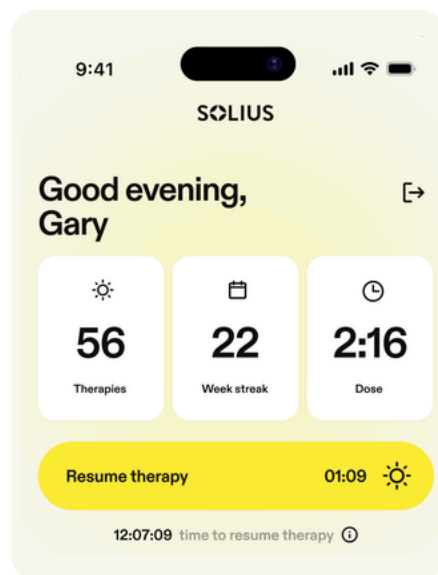 9:41
SOLIUS
Good evening,
Gary
56 22 2:16
Therapies Week streak Dose
Resume therapy 01:09
12:07:09 time to resume therapy